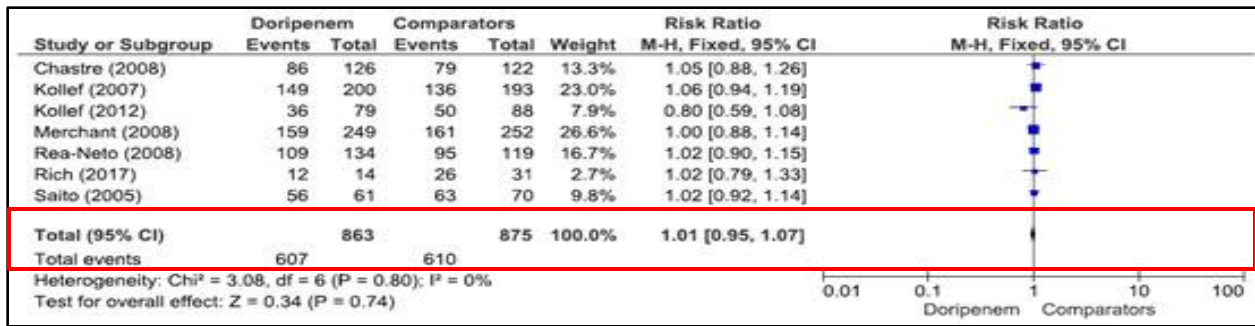 Doripenem Comparators Risk Ratio Risk Ratio
Study or Subgroup Events Total Events Total Weight M-H, Fixed, 95% CI M-H, Fixed, 95% CI
Chastre (2008) 86 126 79 122 13.3% 1.05 [0.88, 1.26]
Kollef (2007) 149 200 136 193 23.0% 1.06 [0.94, 1.19]
Kollef (2012) 36 79 50 88 7.9% 0.80 [0.59, 1.08]
Merchant (2008) 159 249 161 252 26.6% 1.00 [0.88, 1.14]
Rea-Neto (2008) 109 134 95 119 16.7% 1.02 [0.90, 1.15]
Rich (2017) 12 14 26 31 2.7% 1.02 [0.79, 1.33]
Saito (2005) 56 61 63 70 9.8% 1.02 [0.92, 1.14]
Total (95% CI) 863 875 100.0% 1.01 [0.95, 1.07]
Total events 607 610
Heterogeneity: Chi² = 3.08, df = 6 (P = 0.80); I² = 0%
Test for overall effect: Z = 0.34 (P = 0.74)
0.01 0.1 1 10 100
Doripenem Comparators